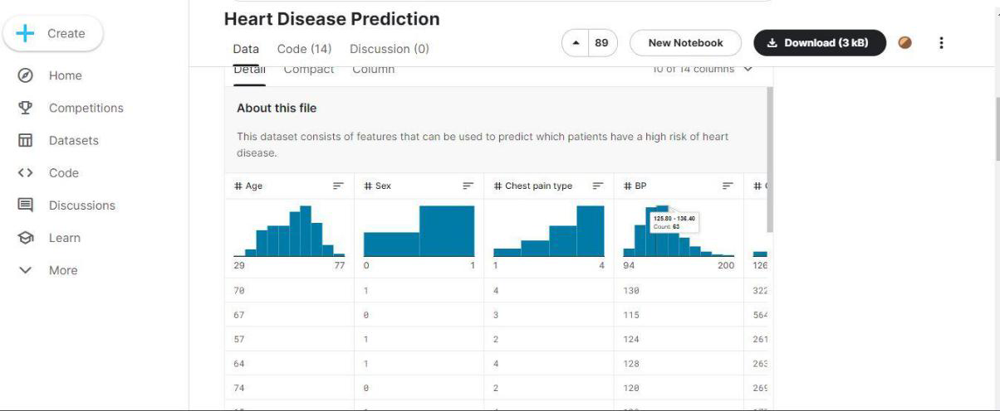 Heart Disease Prediction
Create
Data Code (14) Discussion (0)
89 New Notebook Download (3 kB)
Detail Compact Column 10 of 14 columns
Home
Competitions
Datasets
Code
Discussions
Learn
More
About this file
This dataset consists of features that can be used to predict which patients have a high risk of heart
disease.
# Age # Sex # Chest pain type # BP #
125.80 - 136.40
Count: 63
29 77 0 1 1 4 94 200 126
70 1 4 130 322
67 0 3 115 564
57 1 2 124 261
64 1 4 128 263
74 0 2 120 269